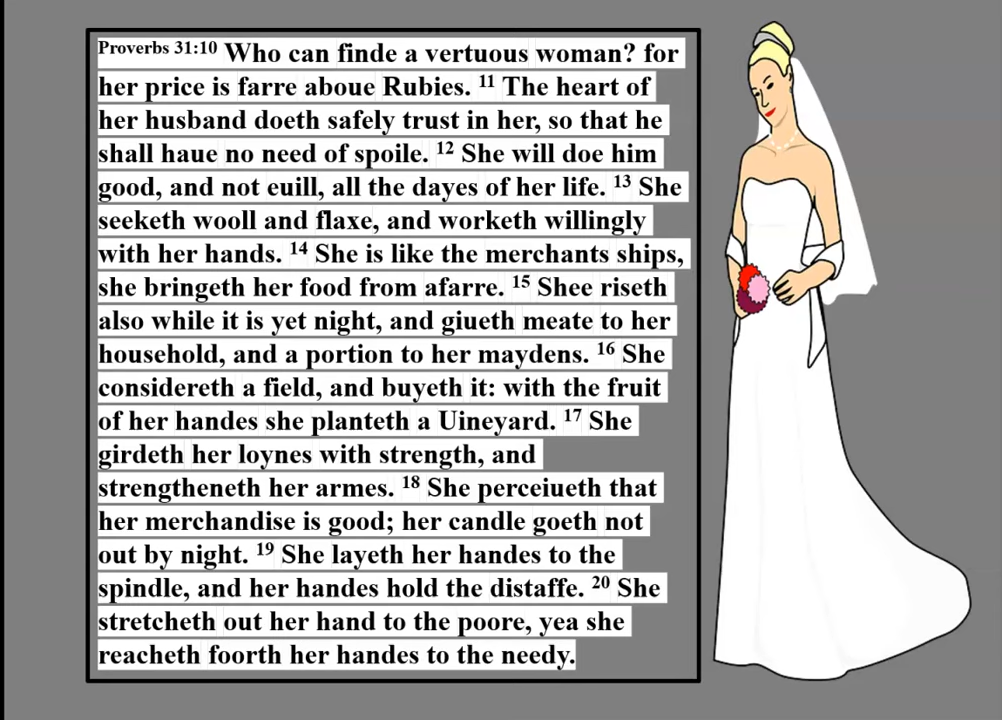 Proverbs 31:10 Who can finde a vertuous woman? for
her price is farre aboue Rubies. 11 The heart of
her husband doeth safely trust in her, so that he
shall haue no need of spoile. 12 She will doe him
good, and not euill, all the dayes of her life. 13 She
seeketh wooll and flaxe, and worketh willingly
with her hands. 14 She is like the merchants ships,
she bringeth her food from afarre. 15 Shee riseth
also while it is yet night, and giueth meate to her
household, and a portion to her maydens. 16 She
considereth a field, and buyeth it: with the fruit
of her handes she planteth a Uineyard. 17 She
girdeth her loynes with strength, and
strengtheneth her armes. 18 She perceiueth that
her merchandise is good; her candle goeth not
out by night. 19 She layeth her handes to the
spindle, and her handes hold the distaffe. 20 She
stretcheth out her hand to the poore, yea she
reacheth foorth her handes to the needy.